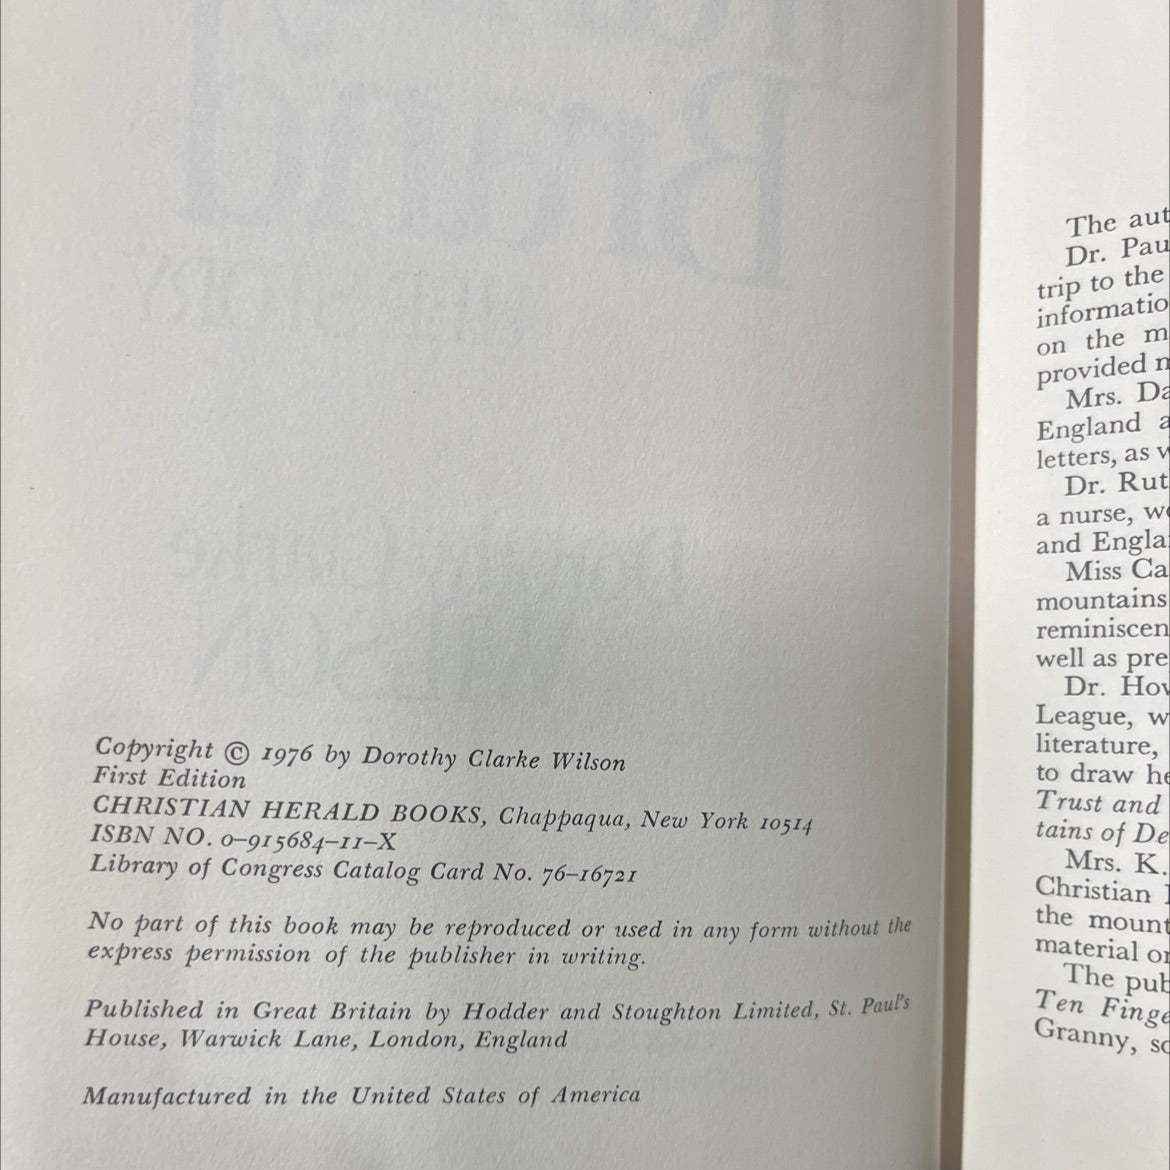 Copyright © 1976 by Dorothy Clarke Wilson
First Edition
CHRISTIAN HERALD BOOKS, Chappaqua, New York 10514
ISBN NO. 0–915684–11–X
Library of Congress Catalog Card No. 76–16721
No part of this book may be reproduced or used in any form without the
express permission of the publisher in writing.
Published in Great Britain by Hodder and Stoughton Limited, St. Paul's
House, Warwick Lane, London, England
Manufactured in the United States of America
The aut
Dr. Pau
trip to the
informatio
on the m
provided
Mrs. Da
England a
letters, as
Dr. Rut
a nurse, w
and Engla
Miss Ca
mountains
reminiscen
well as pre
Dr. Hov
League, w
literature,
to draw he
Trust and
tains of De
Mrs. K.
Christian
the mount
material or
The pub
Ten Finge
Granny, so